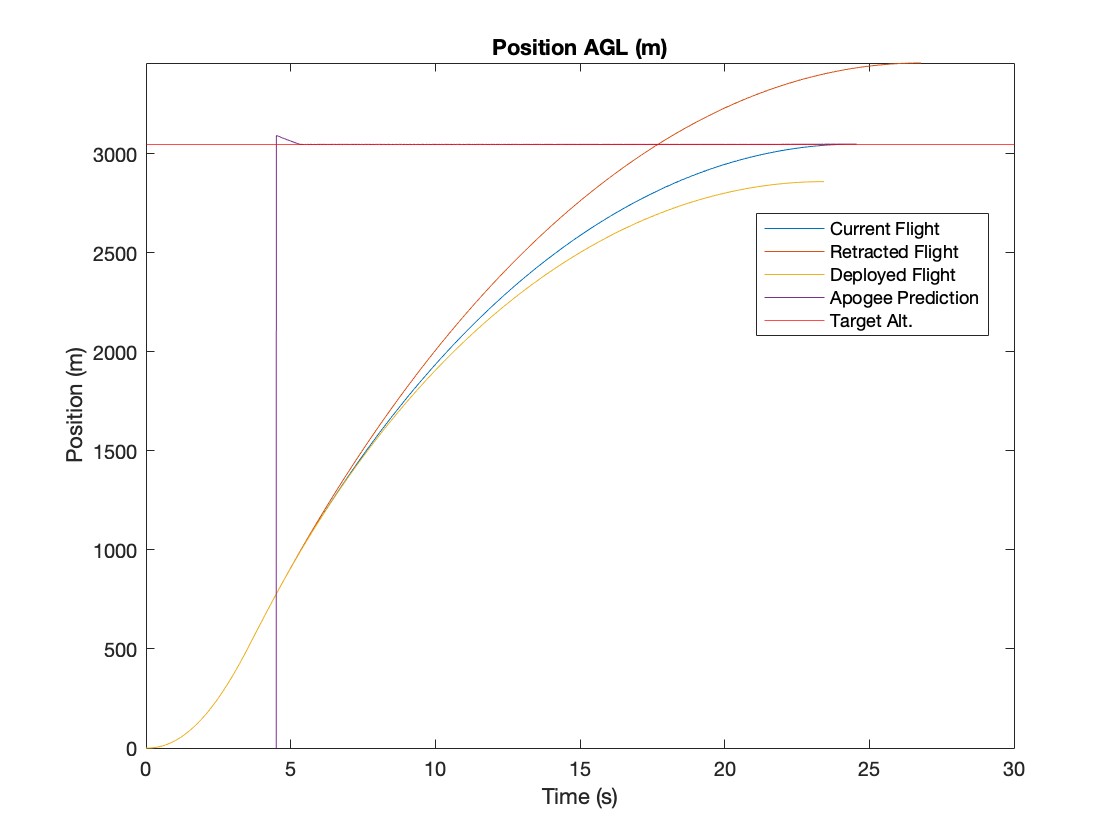 Position AGL (m)
3000
2500
2000
1500
1000
500
0
Position (m)
Current Flight
Retracted Flight
Deployed Flight
Apogee Prediction
Target Alt.
0 5 10 15 20 25 30
Time (s)